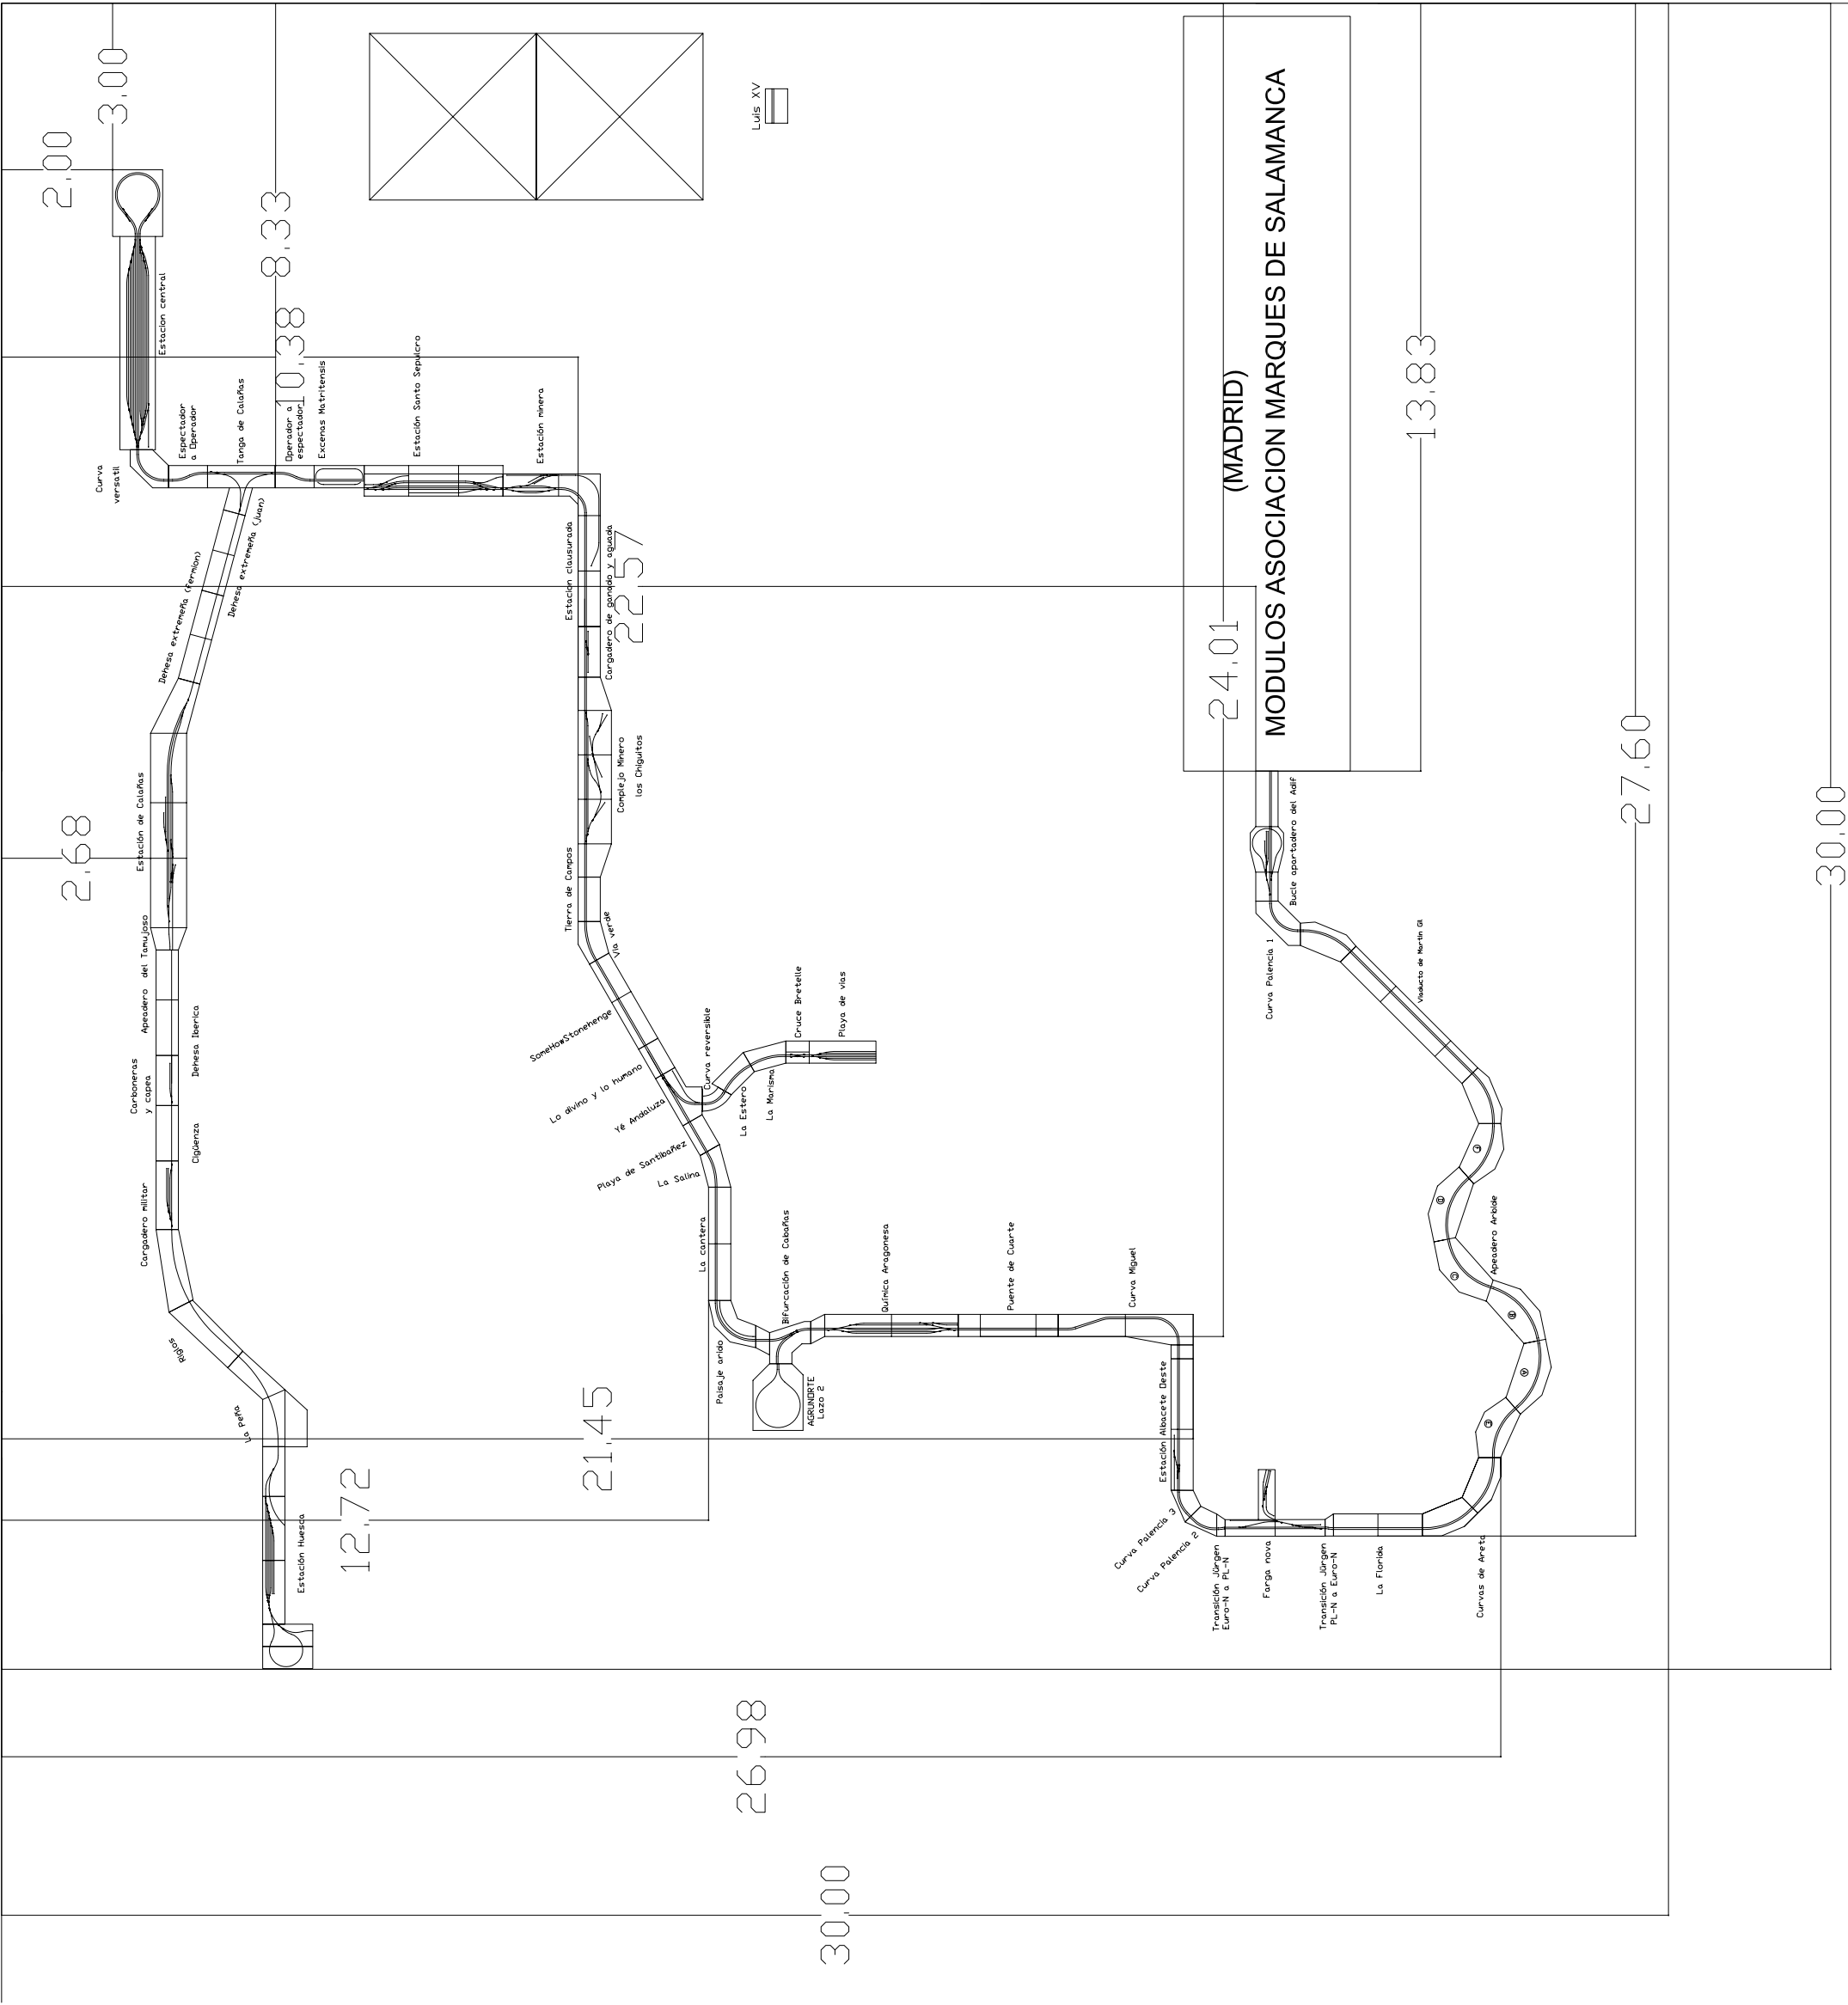 2.00
3.00
8.33
10.38
Luis XV
(MADRID)
MODULOS ASOCIACION MARQUES DE SALAMANCA
13.83
24.01
22.57
27.60
30.00
2.68
Estacion central
Curva
versatil
Espectador
a Operador
Tanga de Calañas
Operador a
espectador
Excenas Matritensis
Estación Santo Sepulcro
Estación minera
Dehesa extremeña (fermion)
Dehesa extremeña (juan)
Estacion clausurada
Cargadero de ganado y aguada
Complejo Minero
los Chiguitos
Tierra de Campos
Via verde
Estación de Calañas
Apeadero del Tamujoso
Dehesa Iberica
Carboneras
y capea
Cigüenza
Cargadero militar
Riglos
La Peña
Estación Huesca
SomeHowStonehenge
Lo divino y lo humano
Yé Andaluza
Playa de Santibañez
La Salina
Curva reversible
Cruce Bretelle
Playa de vias
La Estero
La Marisma
La cantera
Paisaje arido
Bifurcación de Cabañas
AGRUNORTE
Lazo 2
Química Aragonesa
Puente de Cuarte
Curva Miguel
Estación Albacete Oeste
Curva Palencia 3
Curva Palencia 2
Transición Jürgen
Euro-N a PL-N
Farga nova
Transición Jürgen
PL-N a Euro-N
La Florida
Curvas de Areta
Apeadero Arbide
Viaducto de Martin Gil
Curva Palencia 1
Bucle apartadero del Adif
21.45
12.72
26.98
30.00